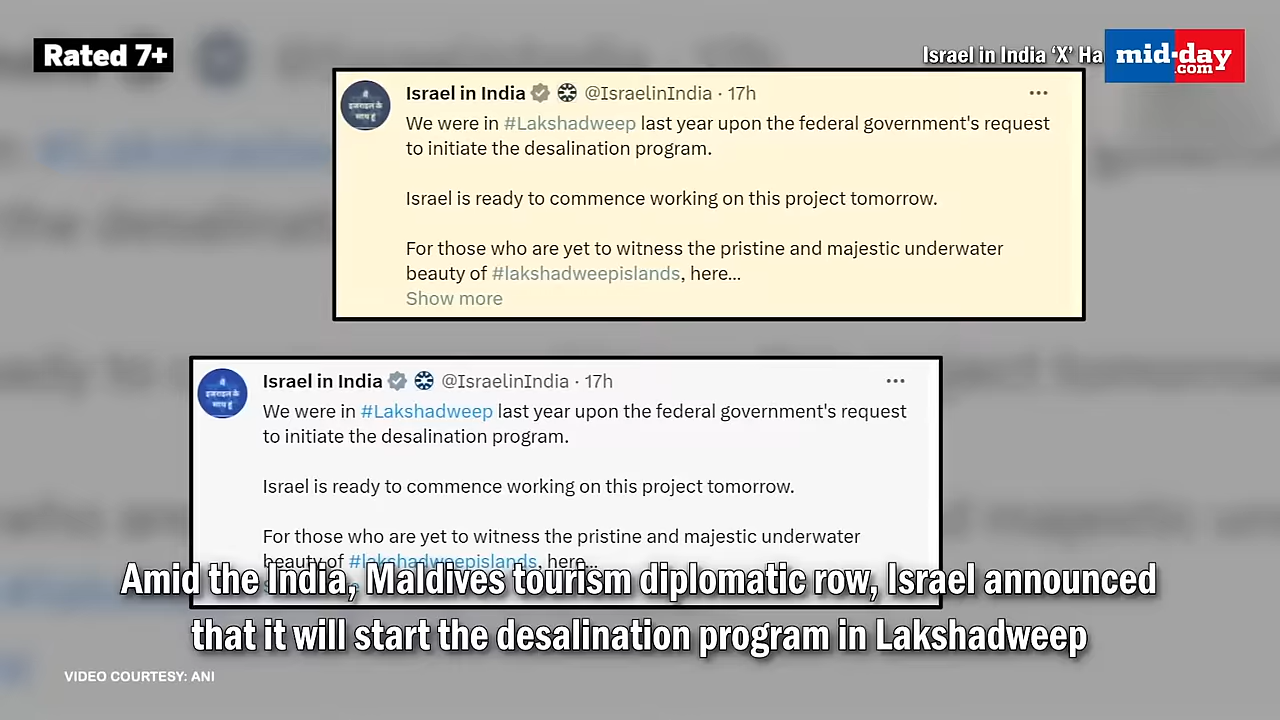 Rated 7+
Israel in India 'X' Ha
mid-day
.com
Israel in India @IsraelinIndia · 17h
We were in #Lakshadweep last year upon the federal government's request
to initiate the desalination program.
Israel is ready to commence working on this project tomorrow.
For those who are yet to witness the pristine and majestic underwater
beauty of #lakshadweepislands, here...
Show more
Israel in India @IsraelinIndia · 17h
We were in #Lakshadweep last year upon the federal government's request
to initiate the desalination program.
Israel is ready to commence working on this project tomorrow.
For those who are yet to witness the pristine and majestic underwater
beauty of #lakshadweepislands, here...
Amid the India, Maldives tourism diplomatic row, Israel announced
that it will start the desalination program in Lakshadweep
VIDEO COURTESY: ANI